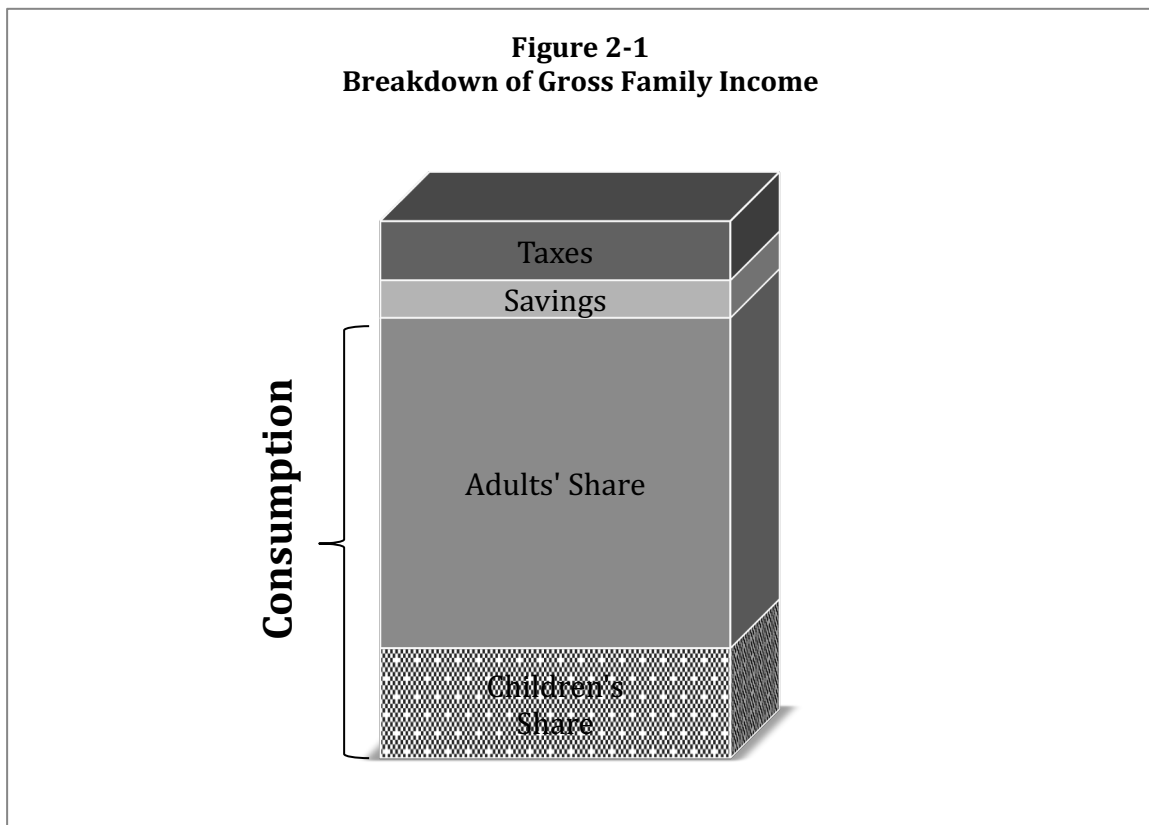 Figure 2-1
Breakdown of Gross Family Income
Taxes
Savings
Consumption
Adults' Share
Children's
Share